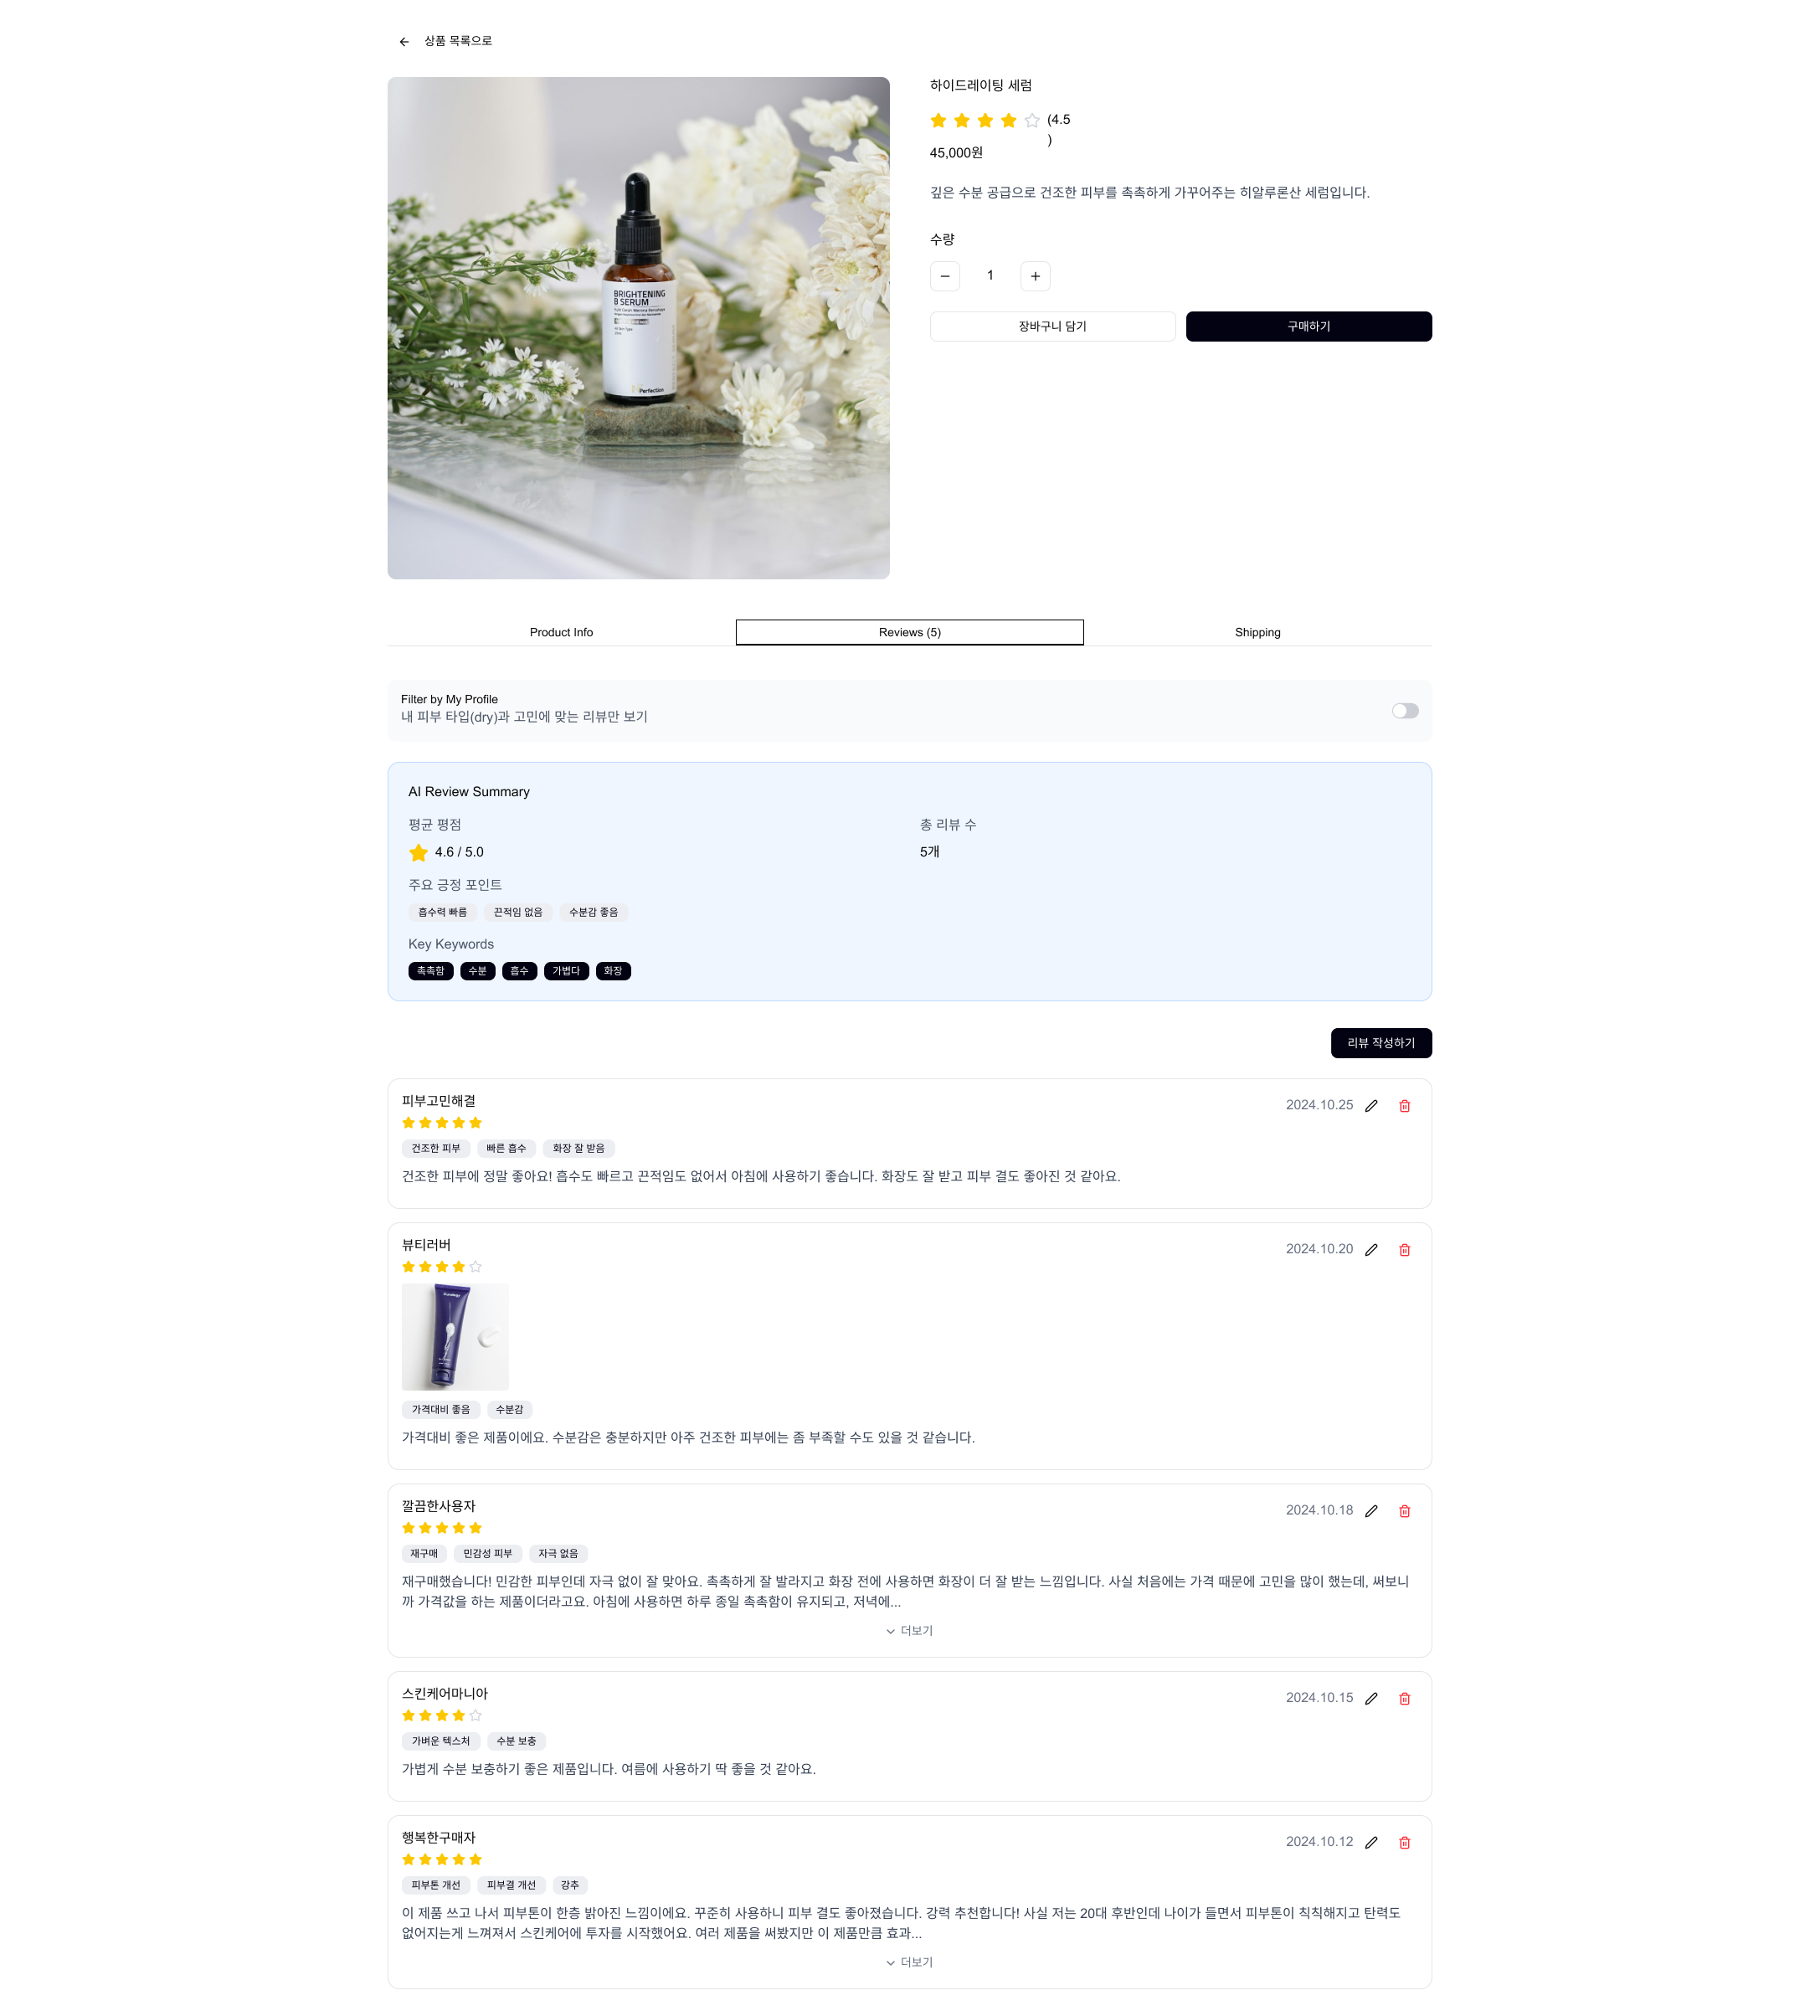 상품 목록으로
하이드레이팅 세럼
(4.5
)
45,000원
깊은 수분 공급으로 건조한 피부를 촉촉하게 가꾸어주는 히알루론산 세럼입니다.
수량
1
장바구니 담기
구매하기
BRIGHTENING
B SERUM
Perfection
Product Info
Reviews (5)
Shipping
Filter by My Profile
내 피부 타입(dry)과 고민에 맞는 리뷰만 보기
AI Review Summary
평균 평점
총 리뷰 수
4.6 / 5.0
5개
주요 긍정 포인트
흡수력 빠름 끈적임 없음 수분감 좋음
Key Keywords
촉촉함 수분 흡수 가볍다 화장
리뷰 작성하기
피부고민해결
2024.10.25
건조한 피부 빠른 흡수 화장 잘 받음
건조한 피부에 정말 좋아요! 흡수도 빠르고 끈적임도 없어서 아침에 사용하기 좋습니다. 화장도 잘 받고 피부 결도 좋아진 것 같아요.
뷰티러버
2024.10.20
가격대비 좋음 수분감
가격대비 좋은 제품이에요. 수분감은 충분하지만 아주 건조한 피부에는 좀 부족할 수도 있을 것 같습니다.
깔끔한사용자
2024.10.18
재구매 민감성 피부 자극 없음
재구매했습니다! 민감한 피부인데 자극 없이 잘 맞아요. 촉촉하게 잘 발라지고 화장 전에 사용하면 화장이 더 잘 받는 느낌입니다. 사실 처음에는 가격 때문에 고민을 많이 했는데, 써보니
까 가격값을 하는 제품이더라고요. 아침에 사용하면 하루 종일 촉촉함이 유지되고, 저녁에...
더보기
스킨케어마니아
2024.10.15
가벼운 텍스처 수분 보충
가볍게 수분 보충하기 좋은 제품입니다. 여름에 사용하기 딱 좋을 것 같아요.
행복한구매자
2024.10.12
피부톤 개선 피부결 개선 강추
이 제품 쓰고 나서 피부톤이 한층 밝아진 느낌이에요. 꾸준히 사용하니 피부 결도 좋아졌습니다. 강력 추천합니다! 사실 저는 20대 후반인데 나이가 들면서 피부톤이 칙칙해지고 탄력도
없어지는게 느껴져서 스킨케어에 투자를 시작했어요. 여러 제품을 써봤지만 이 제품만큼 효과...
더보기